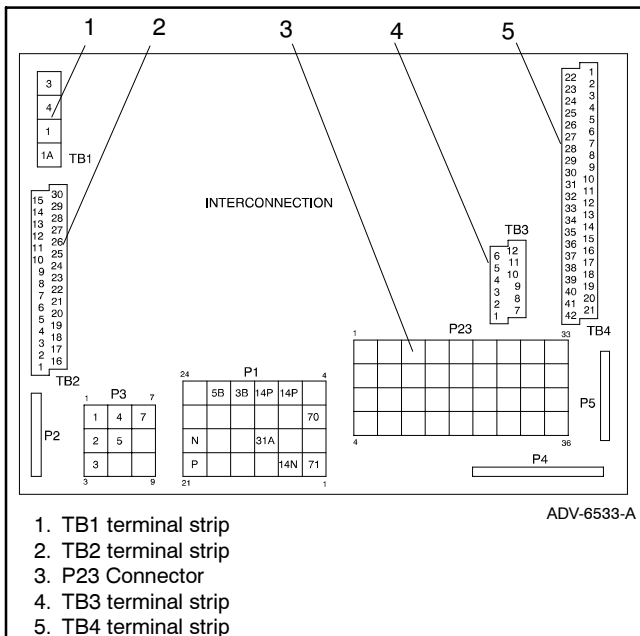 1 2 3 4 5
3
4
1
1A TB1
15 30
14 29
13 28
12 27
11 26
10 25
9 24
8 23
7 22
6 21
5 20
4 19
3 18
2 17
1 16
TB2
INTERCONNECTION
TB3
6 12
5 11
4 10
3 9
2 8
1 7
22 1
23 2
24 3
25 4
26 5
27 6
28 7
29 8
30 9
31 10
32 11
33 12
34 13
35 14
36 15
37 16
38 17
39 18
40 19
41 20
42 21
TB4
P2
P3
1 7
1 4 7
2 5
3
3 9
P1
24 4
5B 3B 14P 14P
70
N 31A
P 14N 71
21 1
P23
1 33
4 36
P5
P4
ADV-6533-A
1. TB1 terminal strip
2. TB2 terminal strip
3. P23 Connector
4. TB3 terminal strip
5. TB4 terminal strip